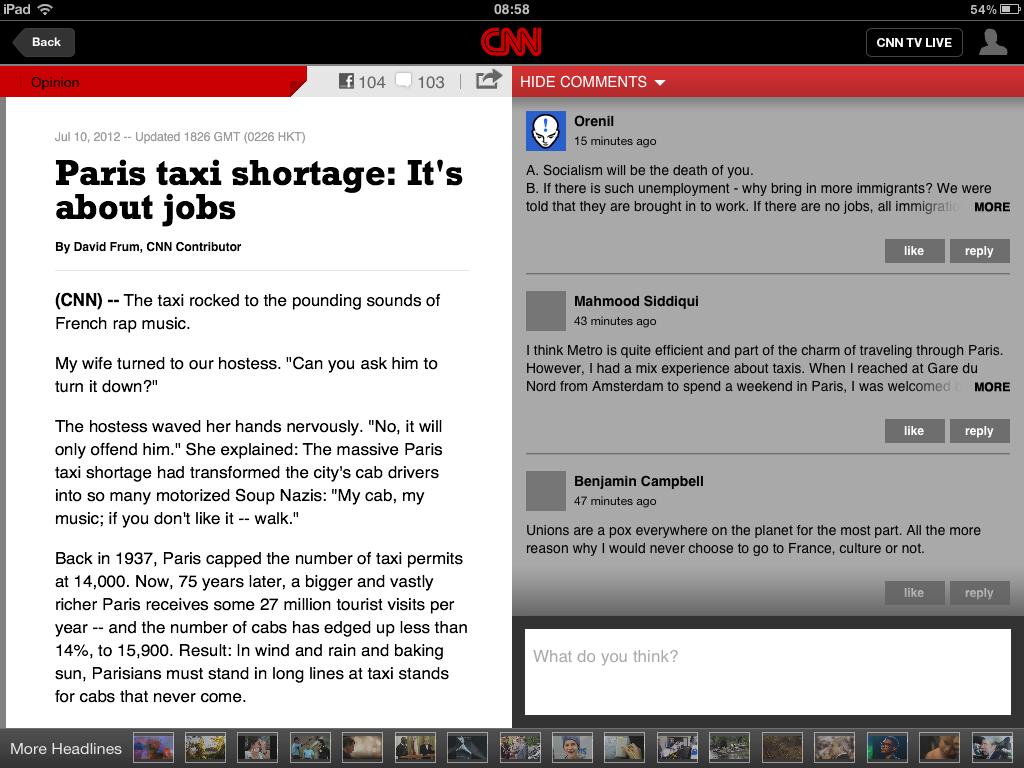 iPad 08:58 54%
Back CNN CNN TV LIVE
Opinion 104 103 HIDE COMMENTS
Jul 10, 2012 -- Updated 1826 GMT (0226 HKT)
Paris taxi shortage: It's
about jobs
By David Frum, CNN Contributor
(CNN) -- The taxi rocked to the pounding sounds of
French rap music.
My wife turned to our hostess. "Can you ask him to
turn it down?"
The hostess waved her hands nervously. "No, it will
only offend him." She explained: The massive Paris
taxi shortage had transformed the city's cab drivers
into so many motorized Soup Nazis: "My cab, my
music; if you don't like it -- walk."
Back in 1937, Paris capped the number of taxi permits
at 14,000. Now, 75 years later, a bigger and vastly
richer Paris receives some 27 million tourist visits per
year -- and the number of cabs has edged up less than
14%, to 15,900. Result: In wind and rain and baking
sun, Parisians must stand in long lines at taxi stands
for cabs that never come.
Orenil
15 minutes ago
A. Socialism will be the death of you.
B. If there is such unemployment - why bring in more immigrants? We were
told that they are brought in to work. If there are no jobs, all immigratio MORE
like reply
Mahmood Siddiqui
43 minutes ago
I think Metro is quite efficient and part of the charm of traveling through Paris.
However, I had a mix experience about taxis. When I reached at Gare du
Nord from Amsterdam to spend a weekend in Paris, I was welcomed b MORE
like reply
Benjamin Campbell
47 minutes ago
Unions are a pox everywhere on the planet for the most part. All the more
reason why I would never choose to go to France, culture or not.
like reply
What do you think?
More Headlines